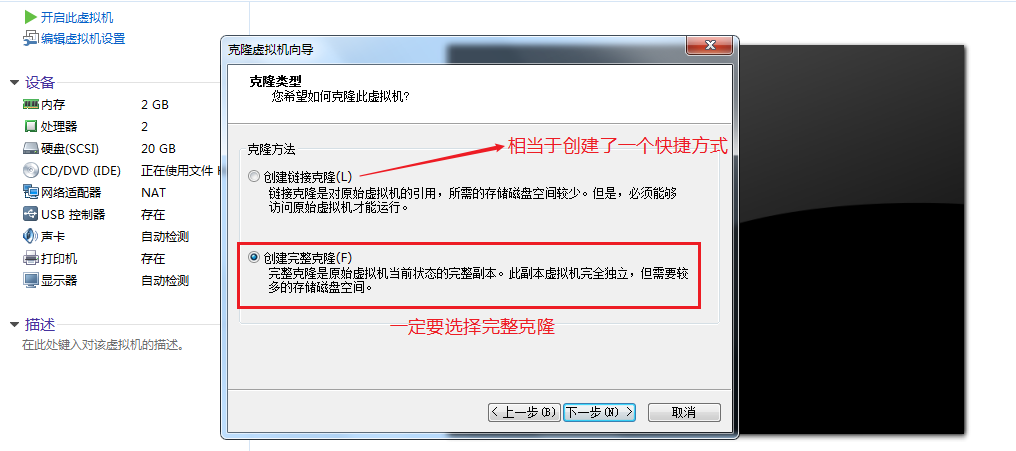 开启此虚拟机
编辑虚拟机设置
设备
内存 2 GB
处理器 2
硬盘(SCSI) 20 GB
CD/DVD (IDE) 正在使用文件
网络适配器 NAT
USB 控制器 存在
声卡 自动检测
打印机 存在
显示器 自动检测
描述
在此处键入对该虚拟机的描述。
克隆虚拟机向导
克隆类型
您希望如何克隆此虚拟机?
克隆方法
相当于创建了一个快捷方式
创建链接克隆(L)
链接克隆是对原始虚拟机的引用，所需的存储磁盘空间较少。但是，必须能够
访问原始虚拟机才能运行。
创建完整克隆(F)
完整克隆是原始虚拟机当前状态的完整副本。此副本虚拟机完全独立，但需要较
多的存储磁盘空间。
一定要选择完整克隆
< 上一步(B) 下一步(N) > 取消